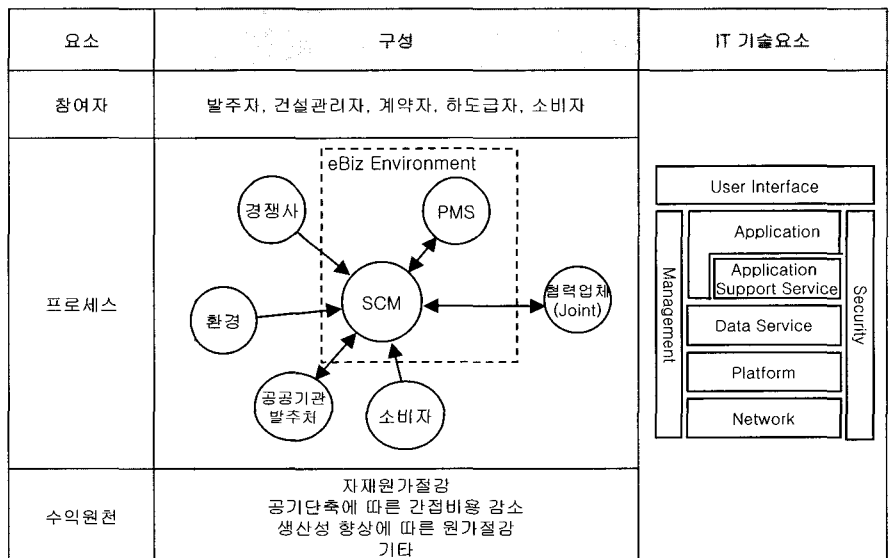 요소
구성
IT 기술요소
참여자
발주자, 건설관리자, 계약자, 하도급자, 소비자
프로세스
eBiz Environment
경쟁사
PMS
환경
SCM
협력업체
(Joint)
공공기관
발주처
소비자
User Interface
Application
Application
Support Service
Data Service
Platform
Network
Management
Security
수익원천
자재원가절감
공기단축에 따른 간접비용 감소
생산성 향상에 따른 원가절감
기타